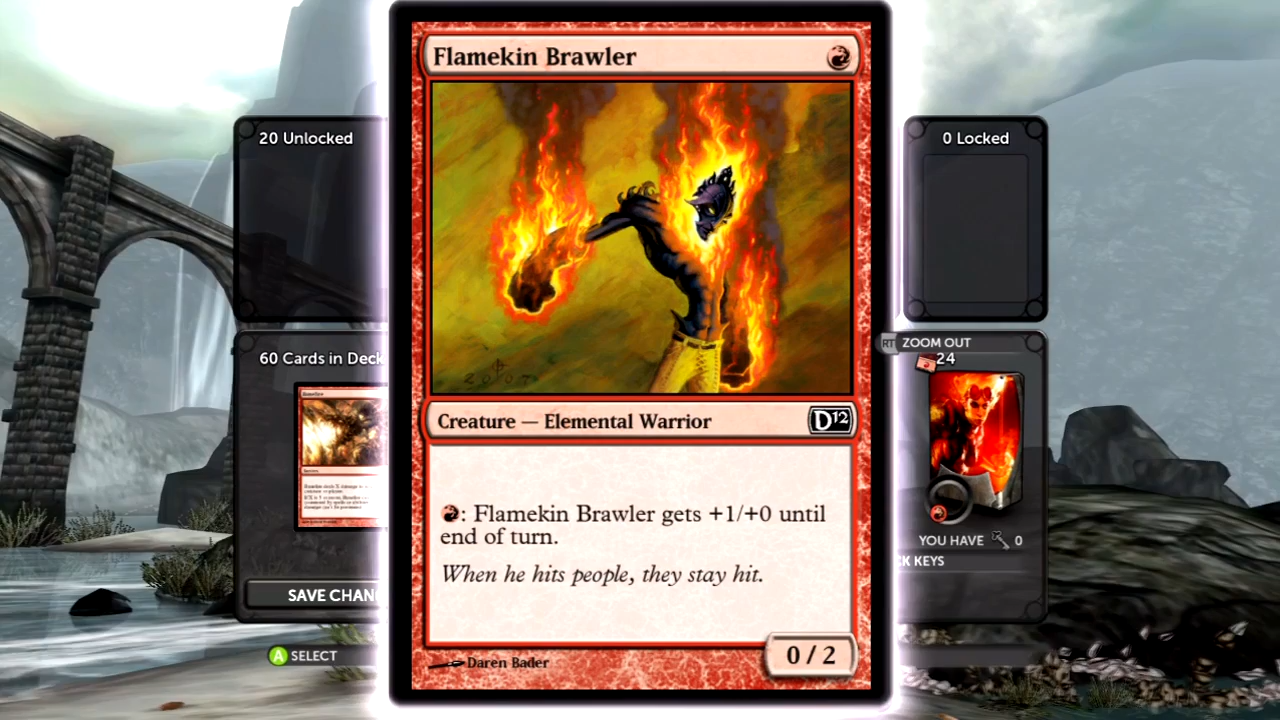 Flamekin Brawler
20 Unlocked
0 Locked
60 Cards in Deck
RT ZOOM OUT
24
2007
Creature — Elemental Warrior
D12
: Flamekin Brawler gets +1/+0 until
end of turn.
When he hits people, they stay hit.
YOU HAVE 0
CK KEYS
SAVE CHAN
A SELECT
Daren Bader
0 / 2